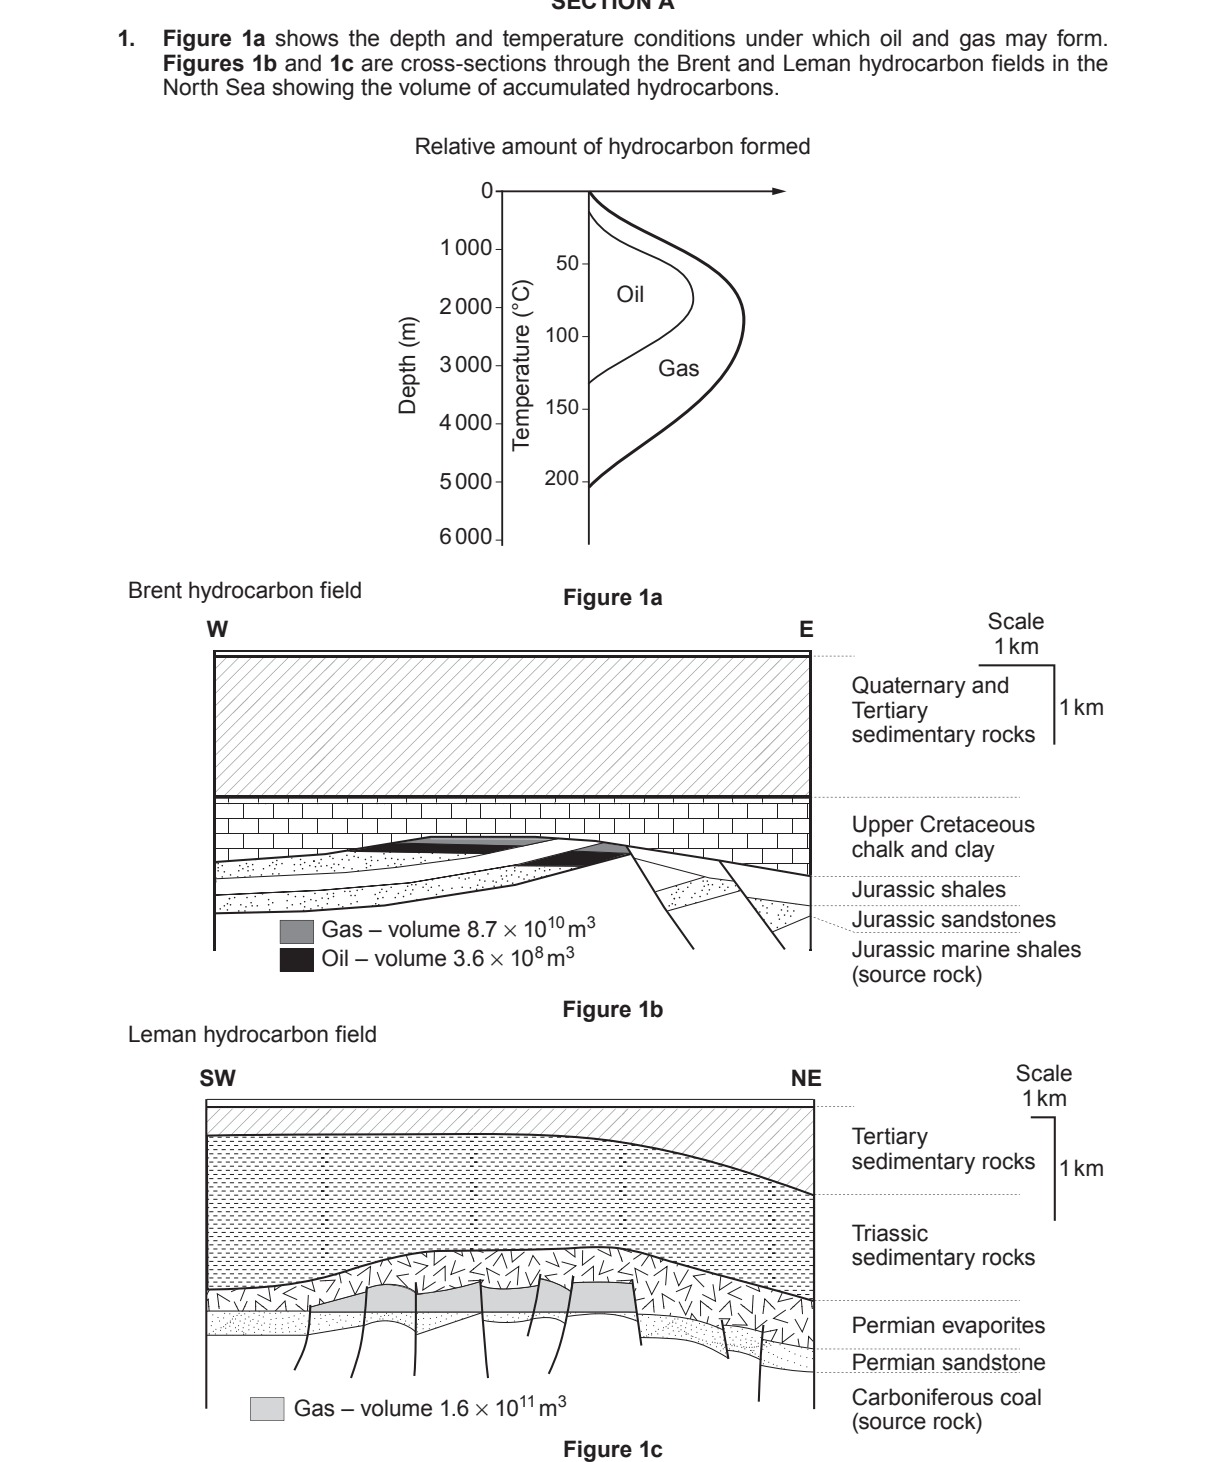 SECTION A
1. Figure 1a shows the depth and temperature conditions under which oil and gas may form.
Figures 1b and 1c are cross-sections through the Brent and Leman hydrocarbon fields in the
North Sea showing the volume of accumulated hydrocarbons.
Relative amount of hydrocarbon formed
0
1 000
2 000
3 000
4 000
5 000
6 000
Depth (m)
Temperature (°C)
50
100
150
200
Oil
Gas
Figure 1a
Brent hydrocarbon field
W
E
Scale
1 km
1 km
Quaternary and
Tertiary
sedimentary rocks
Upper Cretaceous
chalk and clay
Jurassic shales
Jurassic sandstones
Jurassic marine shales
(source rock)
Gas – volume 8.7 × 10¹⁰ m³
Oil – volume 3.6 × 10⁸ m³
Figure 1b
Leman hydrocarbon field
SW
NE
Scale
1 km
1 km
Tertiary
sedimentary rocks
Triassic
sedimentary rocks
Permian evaporites
Permian sandstone
Carboniferous coal
(source rock)
Gas – volume 1.6 × 10¹¹ m³
Figure 1c